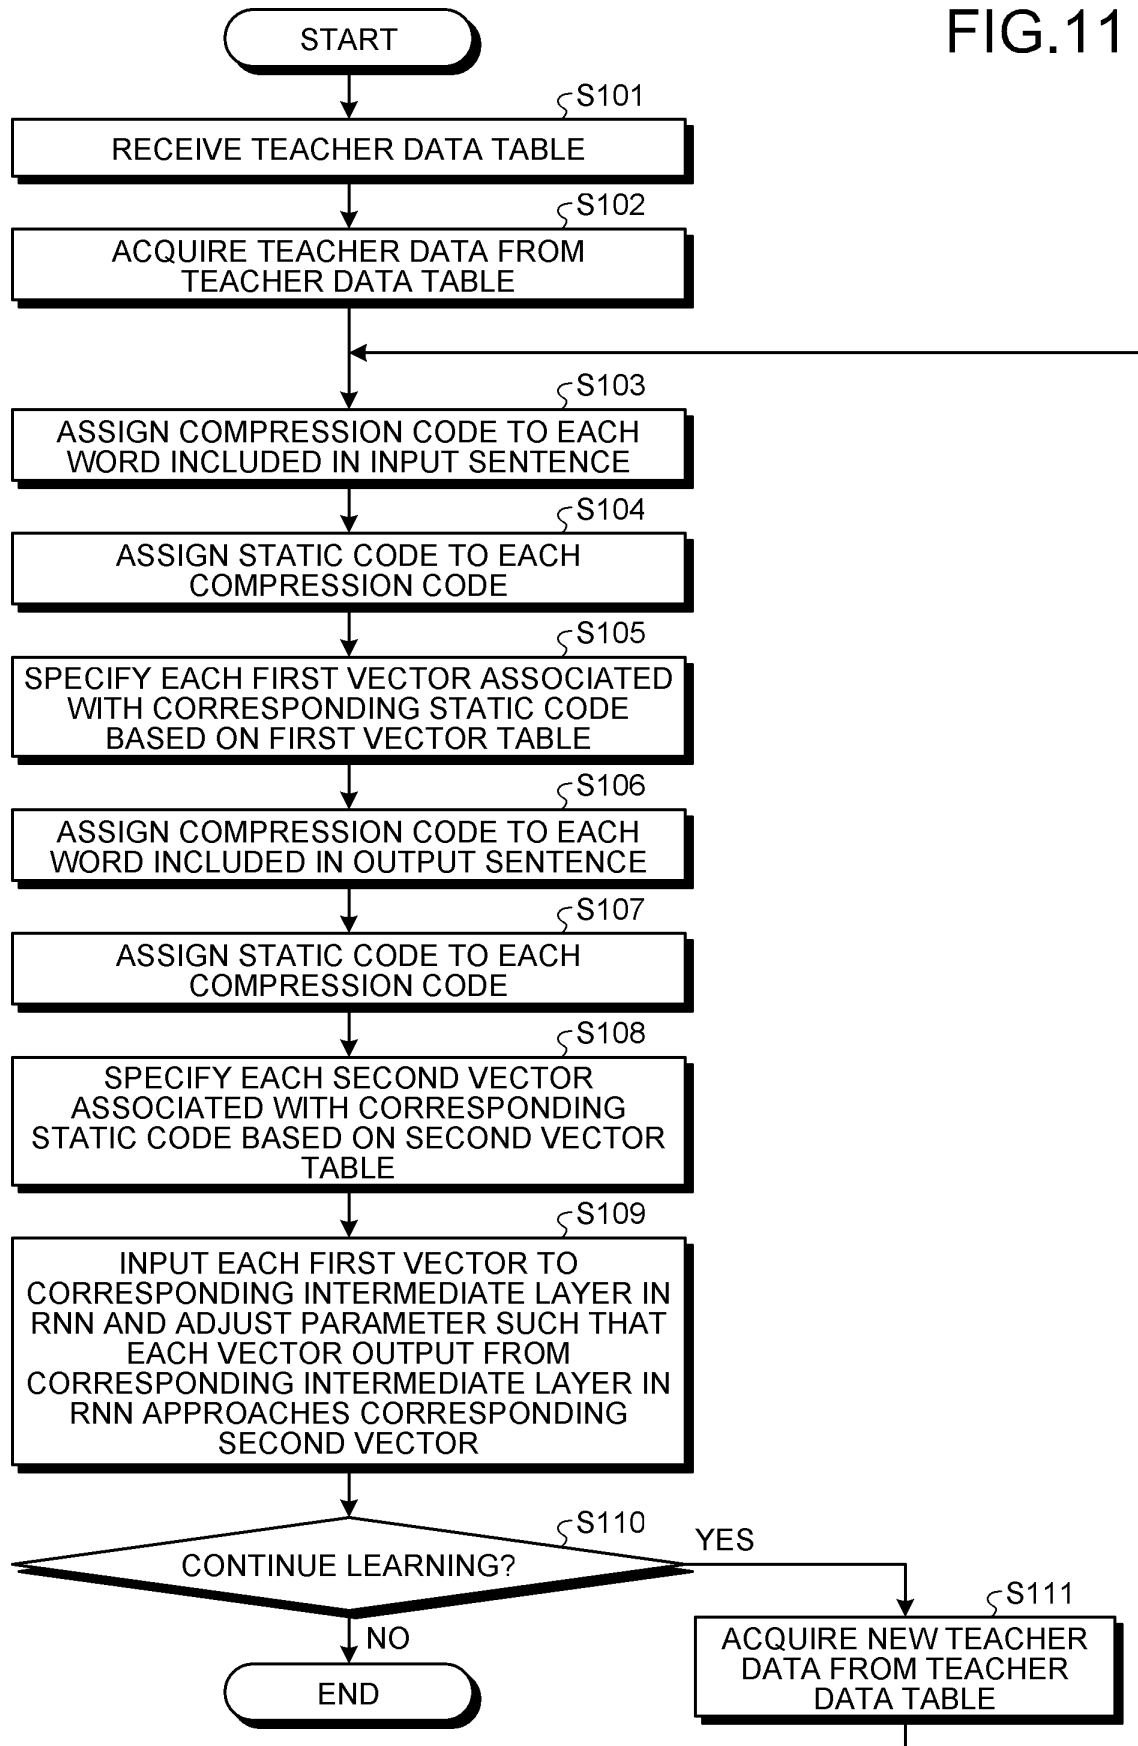 FIG.11
START
S101
RECEIVE TEACHER DATA TABLE
S102
ACQUIRE TEACHER DATA FROM
TEACHER DATA TABLE
S103
ASSIGN COMPRESSION CODE TO EACH
WORD INCLUDED IN INPUT SENTENCE
S104
ASSIGN STATIC CODE TO EACH
COMPRESSION CODE
S105
SPECIFY EACH FIRST VECTOR ASSOCIATED
WITH CORRESPONDING STATIC CODE
BASED ON FIRST VECTOR TABLE
S106
ASSIGN COMPRESSION CODE TO EACH
WORD INCLUDED IN OUTPUT SENTENCE
S107
ASSIGN STATIC CODE TO EACH
COMPRESSION CODE
S108
SPECIFY EACH SECOND VECTOR
ASSOCIATED WITH CORRESPONDING
STATIC CODE BASED ON SECOND VECTOR
TABLE
S109
INPUT EACH FIRST VECTOR TO
CORRESPONDING INTERMEDIATE LAYER IN
RNN AND ADJUST PARAMETER SUCH THAT
EACH VECTOR OUTPUT FROM
CORRESPONDING INTERMEDIATE LAYER IN
RNN APPROACHES CORRESPONDING
SECOND VECTOR
S110
CONTINUE LEARNING?
YES
S111
ACQUIRE NEW TEACHER
DATA FROM TEACHER
DATA TABLE
NO
END